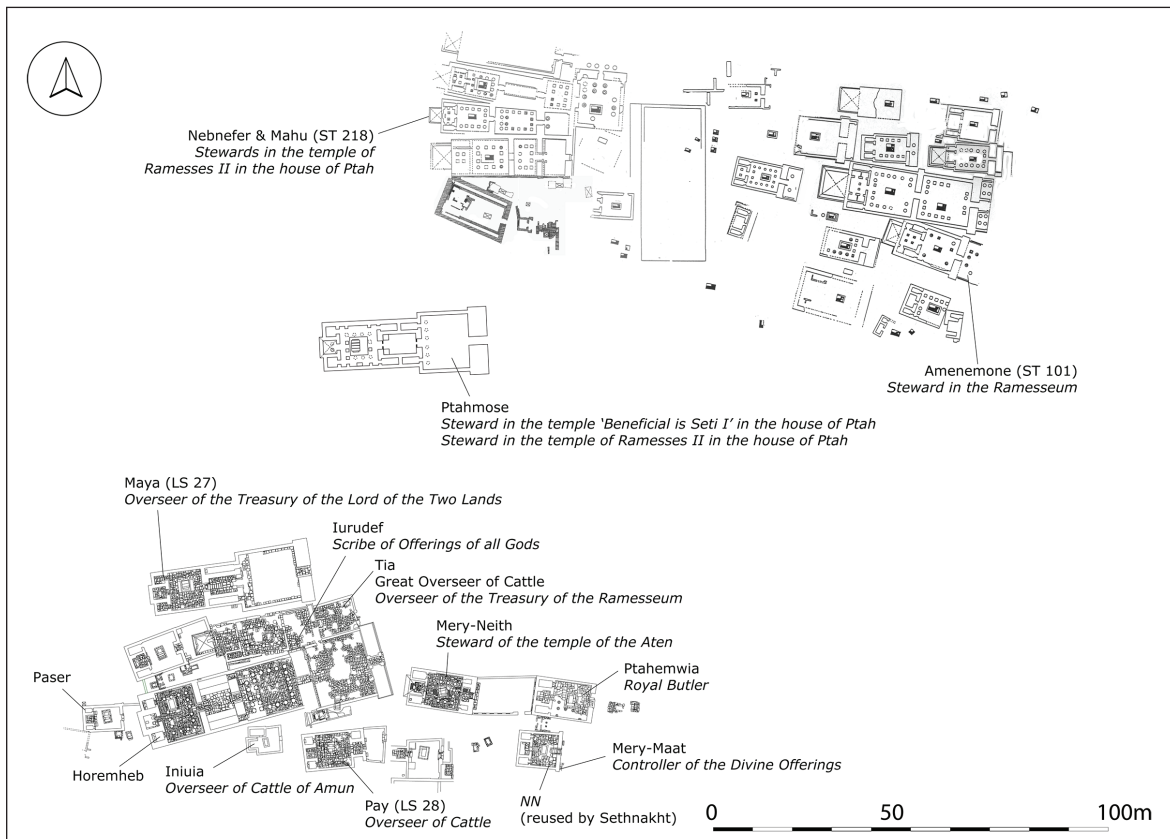 Nebnefer & Mahu (ST 218)
Stewards in the temple of
Ramesses II in the house of Ptah
Amenemone (ST 101)
Steward in the Ramesseum
Ptahmose
Steward in the temple ‘Beneficial is Seti I’ in the house of Ptah
Steward in the temple of Ramesses II in the house of Ptah
Maya (LS 27)
Overseer of the Treasury of the Lord of the Two Lands
Iurudef
Scribe of Offerings of all Gods
Tia
Great Overseer of Cattle
Overseer of the Treasury of the Ramesseum
Mery-Neith
Steward of the temple of the Aten
Ptahemwia
Royal Butler
Paser
Horemheb
Iniuia
Overseer of Cattle of Amun
Pay (LS 28)
Overseer of Cattle
NN
(reused by Sethnakht)
Mery-Maat
Controller of the Divine Offerings
0 50 100m